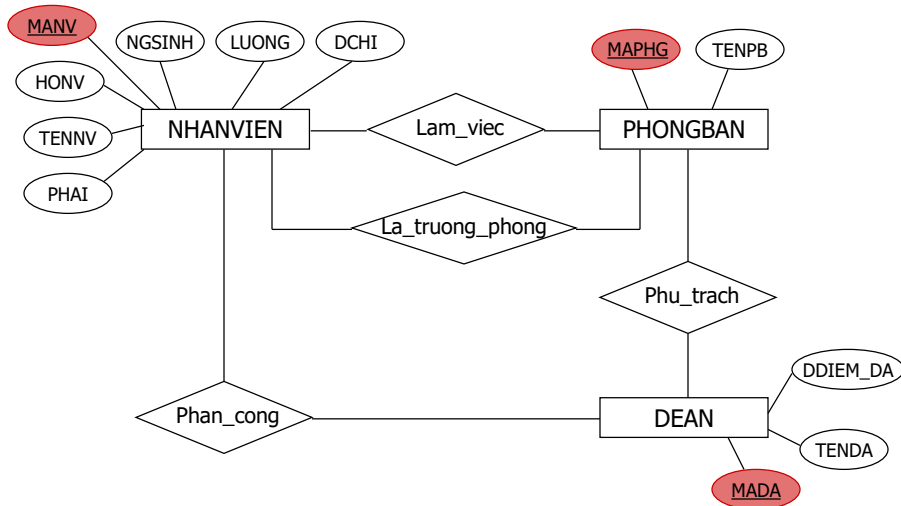 MANV
NGSINH
LUONG
DCHI
MAPHG
TENPB
HONV
NHANVIEN
Lam_viec
PHONGBAN
TENNV
PHAI
La_truong_phong
Phu_trach
DDIEM_DA
Phan_cong
DEAN
TENDA
MADA